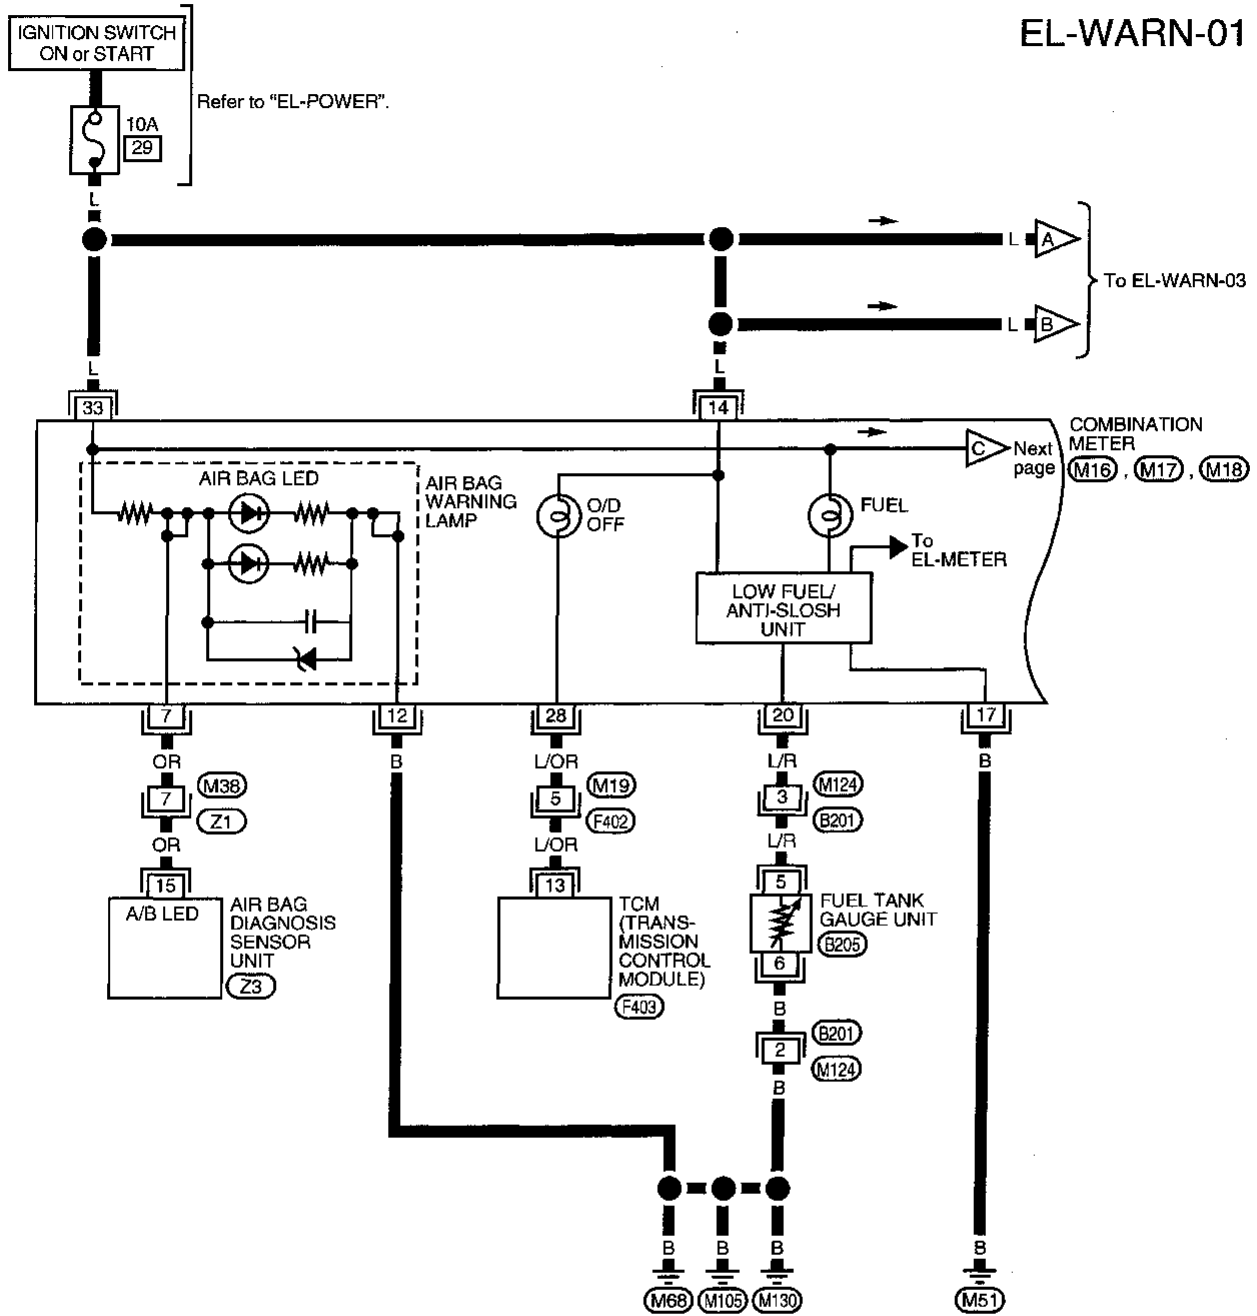 EL-WARN-01
IGNITION SWITCH
ON or START
Refer to "EL-POWER".
10A
29
L
L A
To EL-WARN-03
L B
L
L
33
14
COMBINATION
METER
M16 , M17 , M18
C Next
page
AIR BAG LED
AIR BAG
WARNING
LAMP
O/D
OFF
FUEL
To
EL-METER
LOW FUEL/
ANTI-SLOSH
UNIT
7
12
28
20
17
OR
B
L/OR
L/R
B
7
M38
Z1
5
M19
F402
3
M124
B201
OR
L/OR
L/R
15
13
5
A/B LED
AIR BAG
DIAGNOSIS
SENSOR
UNIT
Z3
TCM
(TRANS-
MISSION
CONTROL
MODULE)
F403
FUEL TANK
GAUGE UNIT
B205
6
B
2
B201
M124
B
B
B
B
B
M68
M105
M130
M51